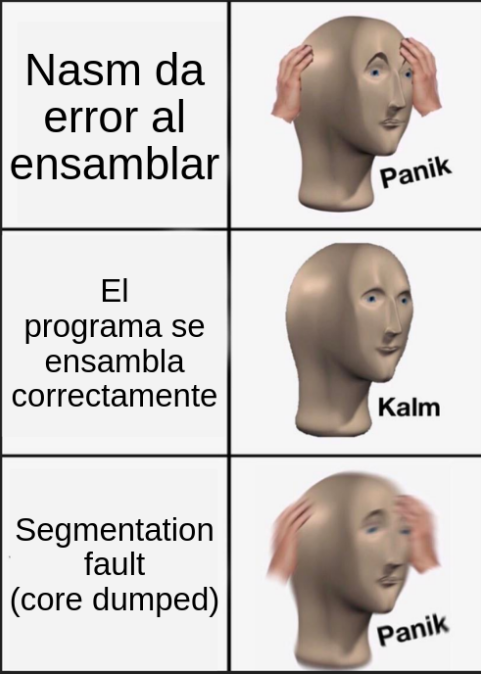 Nasm da
error al
ensamblar
Panik
El
programa se
ensambla
correctamente
Kalm
Segmentation
fault
(core dumped)
Panik